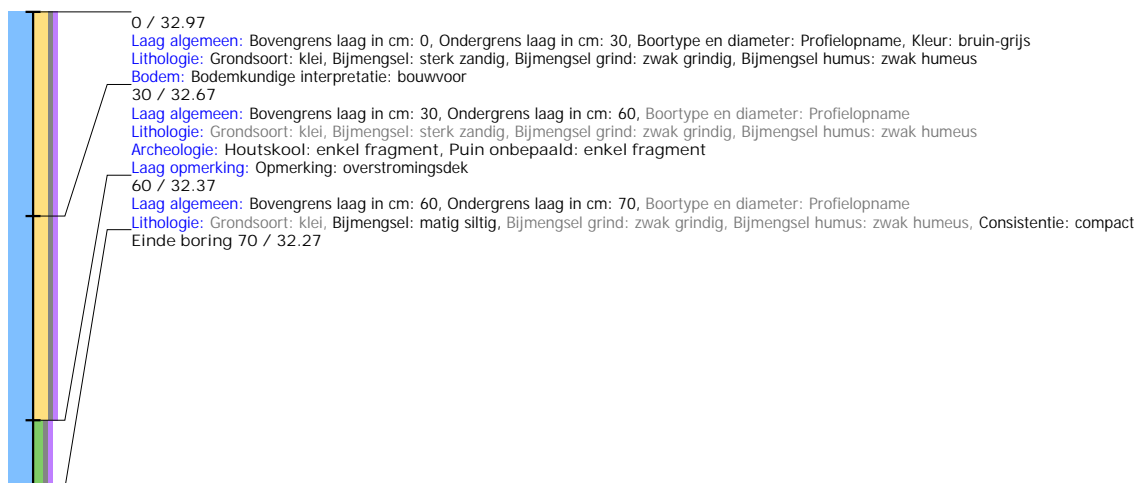 0 / 32.97
Laag algemeen: Bovengrens laag in cm: 0, Ondergrens laag in cm: 30, Boortype en diameter: Profielopname, Kleur: bruin-grijs
Lithologie: Grondsoort: klei, Bijmengsel: sterk zandig, Bijmengsel grind: zwak grindig, Bijmengsel humus: zwak humeus
Bodem: Bodemkundige interpretatie: bouwvoor
30 / 32.67
Laag algemeen: Bovengrens laag in cm: 30, Ondergrens laag in cm: 60, Boortype en diameter: Profielopname
Lithologie: Grondsoort: klei, Bijmengsel: sterk zandig, Bijmengsel grind: zwak grindig, Bijmengsel humus: zwak humeus
Archeologie: Houtskool: enkel fragment, Puin onbepaald: enkel fragment
Laag opmerking: Opmerking: overstromingsdek
60 / 32.37
Laag algemeen: Bovengrens laag in cm: 60, Ondergrens laag in cm: 70, Boortype en diameter: Profielopname
Lithologie: Grondsoort: klei, Bijmengsel: matig siltig, Bijmengsel grind: zwak grindig, Bijmengsel humus: zwak humeus, Consistentie: compact
Einde boring 70 / 32.27